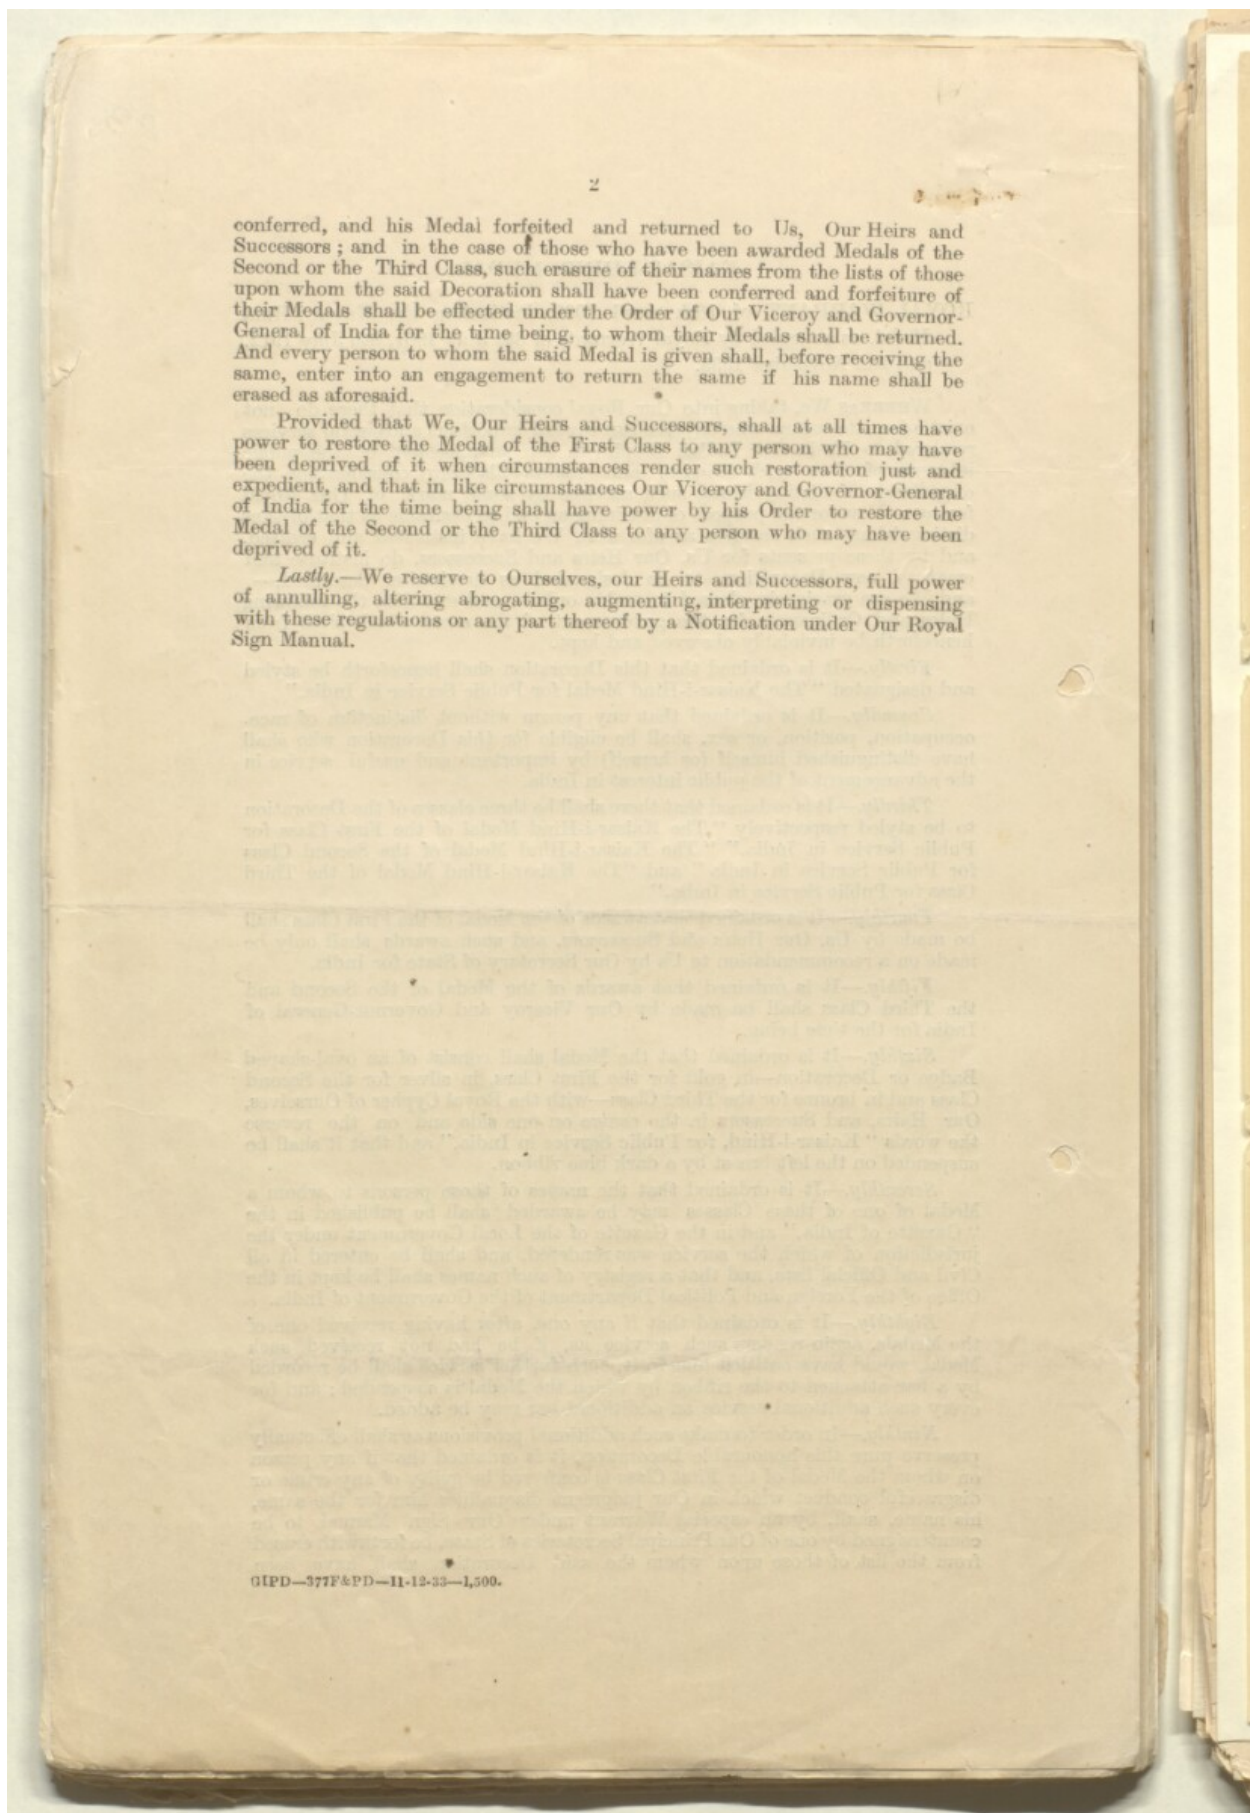 2
conferred, and his Medal forfeited and returned to Us, Our Heirs and
Successors ; and in the case of those who have been awarded Medals of the
Second or the Third Class, such erasure of their names from the lists of those
upon whom the said Decoration shall have been conferred and forfeiture of
their Medals shall be effected under the Order of Our Viceroy and Governor-
General of India for the time being, to whom their Medals shall be returned.
And every person to whom the said Medal is given shall, before receiving the
same, enter into an engagement to return the same if his name shall be
erased as aforesaid.
Provided that We, Our Heirs and Successors, shall at all times have
power to restore the Medal of the First Class to any person who may have
been deprived of it when circumstances render such restoration just and
expedient, and that in like circumstances Our Viceroy and Governor-General
of India for the time being shall have power by his Order to restore the
Medal of the Second or the Third Class to any person who may have been
deprived of it.
Lastly.—We reserve to Ourselves, our Heirs and Successors, full power
of annulling, altering abrogating, augmenting, interpreting or dispensing
with these regulations or any part thereof by a Notification under Our Royal
Sign Manual.
GIPD—377F&PD—11-12-33—1,500.